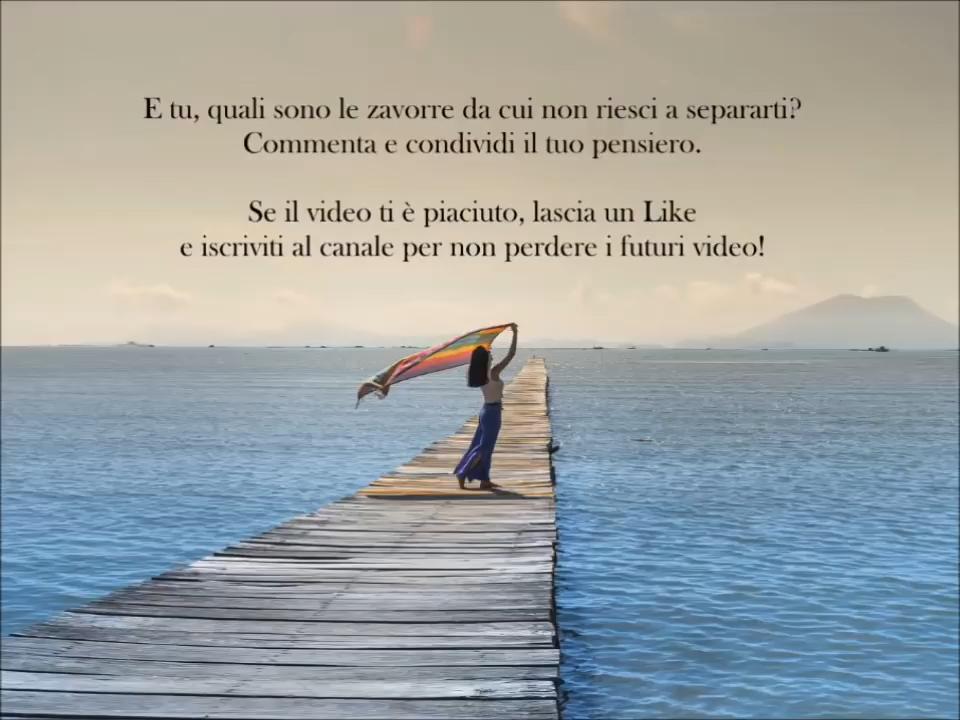 E tu, quali sono le zavorre da cui non riesci a separarti?
Commenta e condividi il tuo pensiero.
Se il video ti è piaciuto, lascia un Like
e iscriviti al canale per non perdere i futuri video!